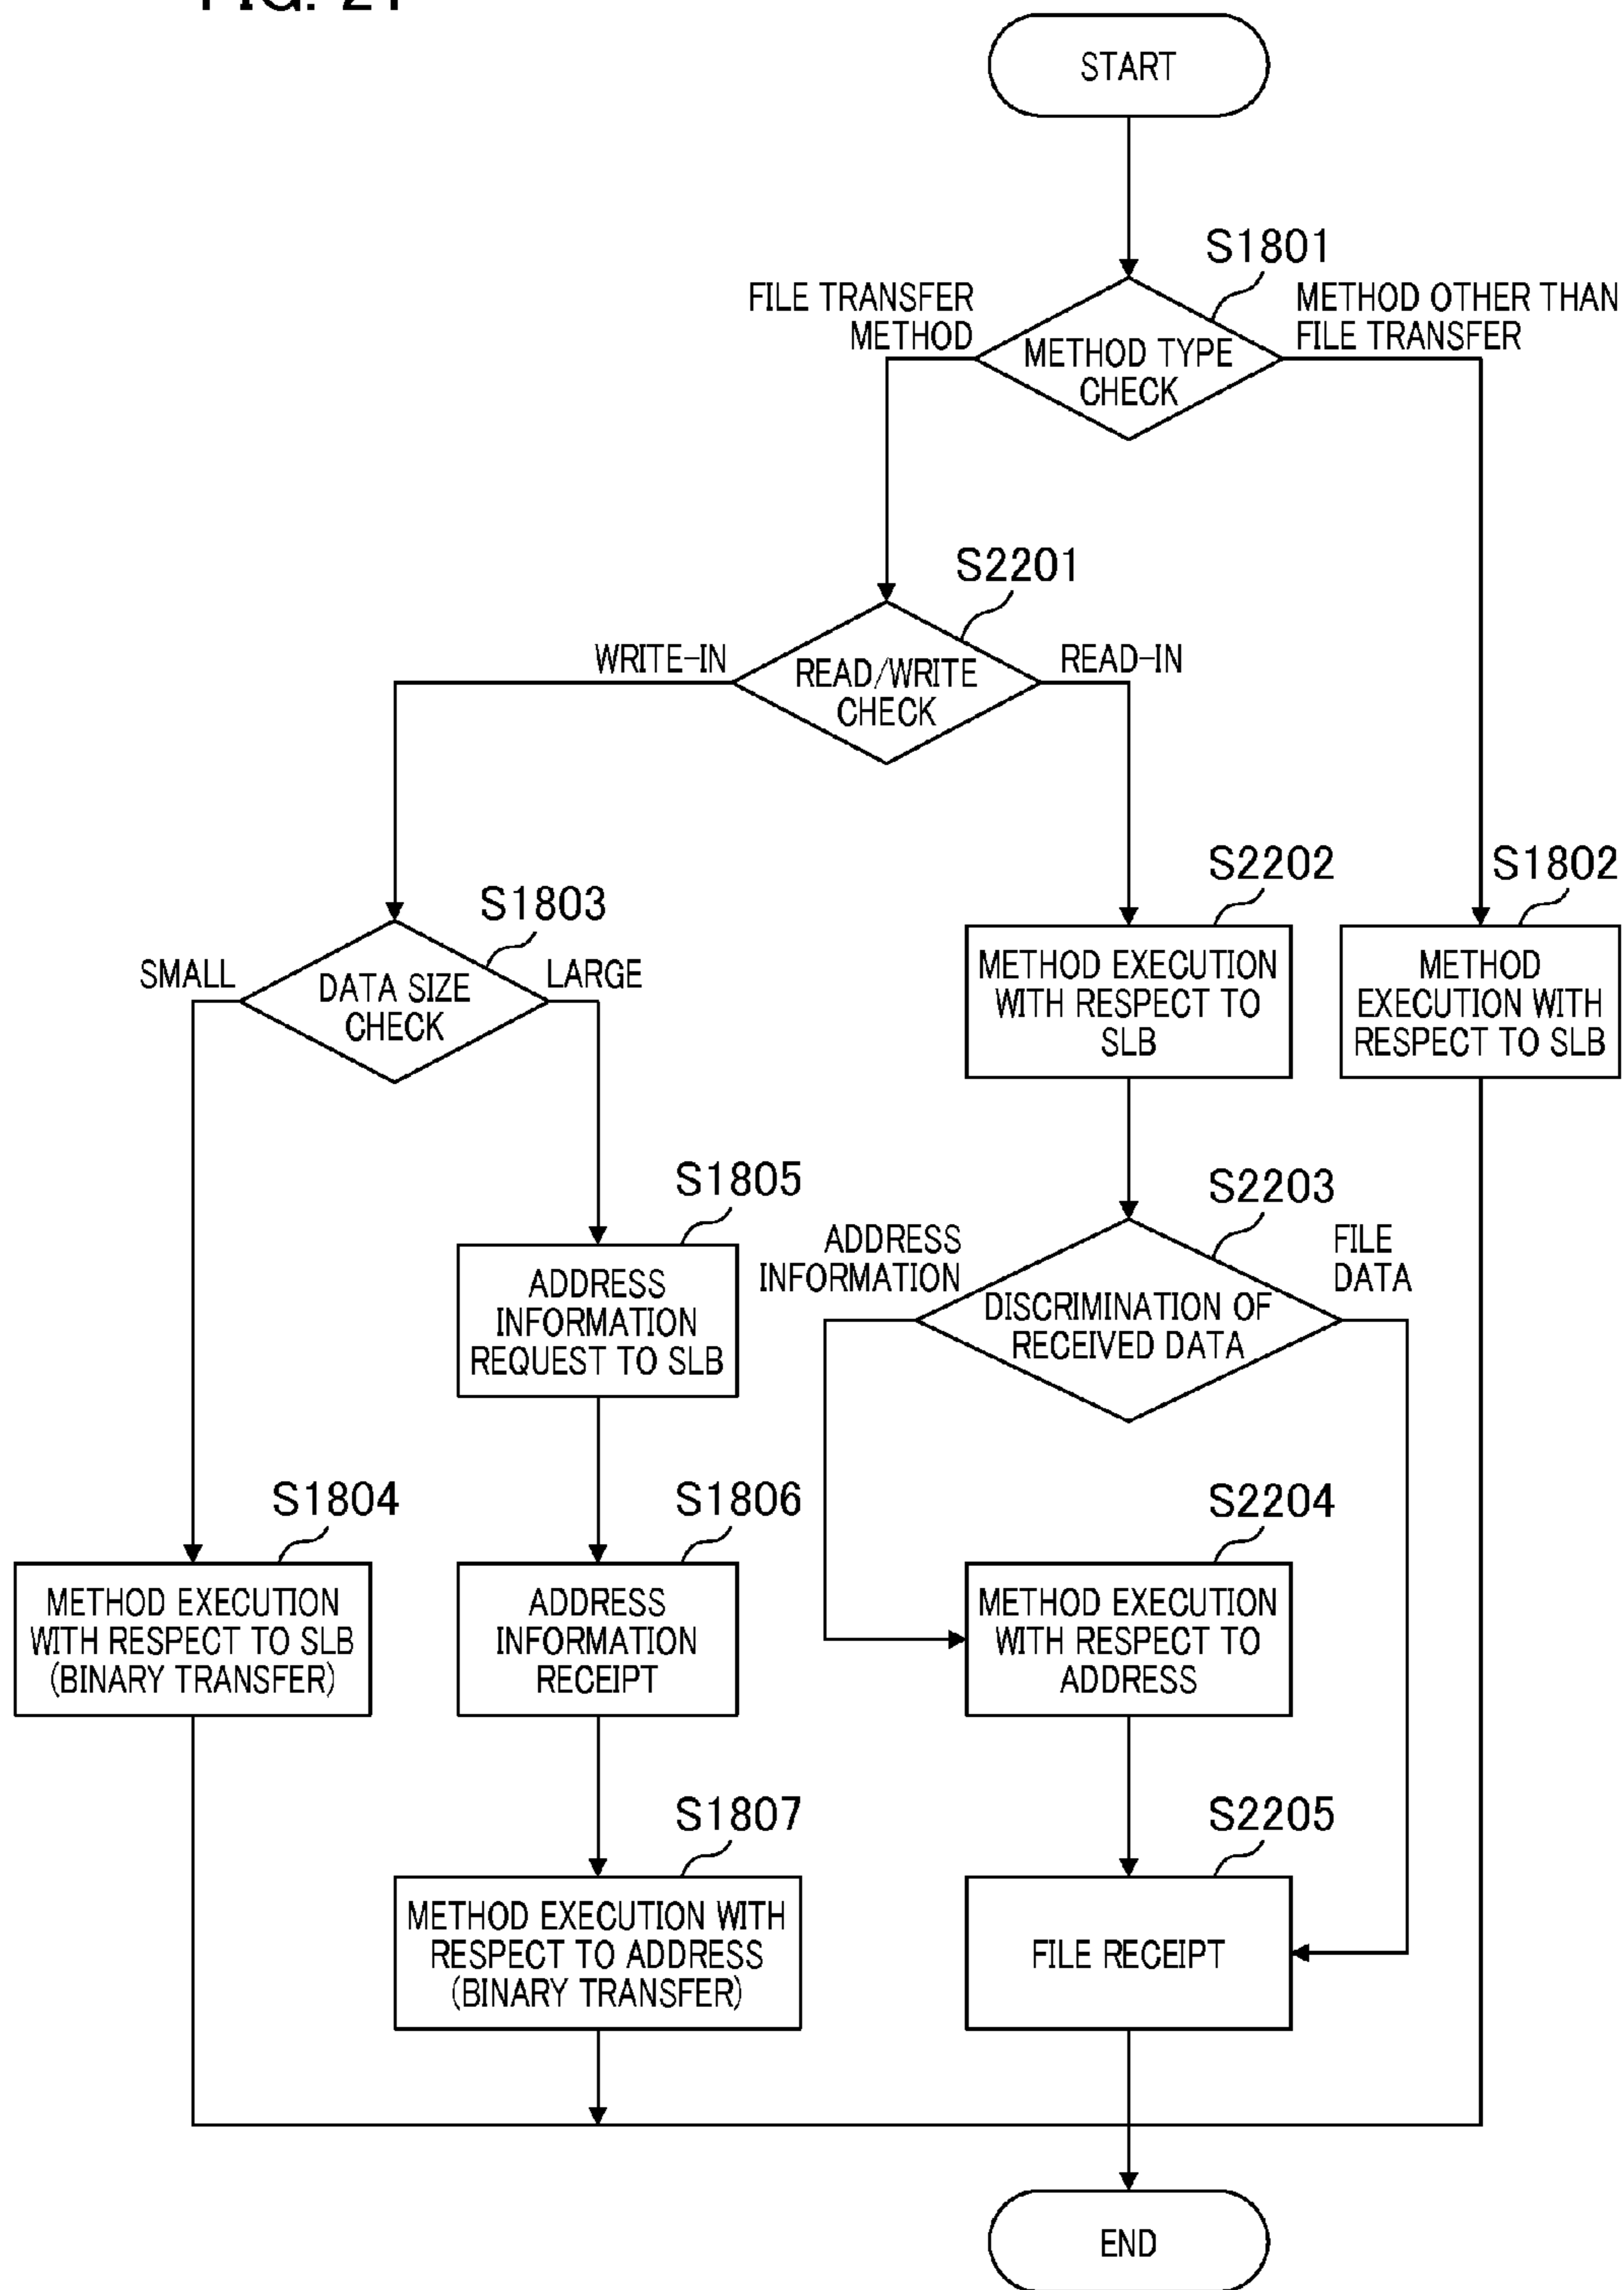 FIG. 21
START
S1801
FILE TRANSFER
METHOD
METHOD OTHER THAN
FILE TRANSFER
METHOD TYPE
CHECK
S2201
WRITE-IN
READ-IN
READ/WRITE
CHECK
S2202
S1802
S1803
SMALL
LARGE
DATA SIZE
CHECK
METHOD EXECUTION
WITH RESPECT TO
SLB
METHOD
EXECUTION WITH
RESPECT TO SLB
S1805
S2203
ADDRESS
INFORMATION
REQUEST TO SLB
ADDRESS
INFORMATION
FILE
DATA
DISCRIMINATION OF
RECEIVED DATA
S1804
S1806
S2204
METHOD EXECUTION
WITH RESPECT TO SLB
(BINARY TRANSFER)
ADDRESS
INFORMATION
RECEIPT
METHOD EXECUTION
WITH RESPECT TO
ADDRESS
S1807
S2205
METHOD EXECUTION WITH
RESPECT TO ADDRESS
(BINARY TRANSFER)
FILE RECEIPT
END